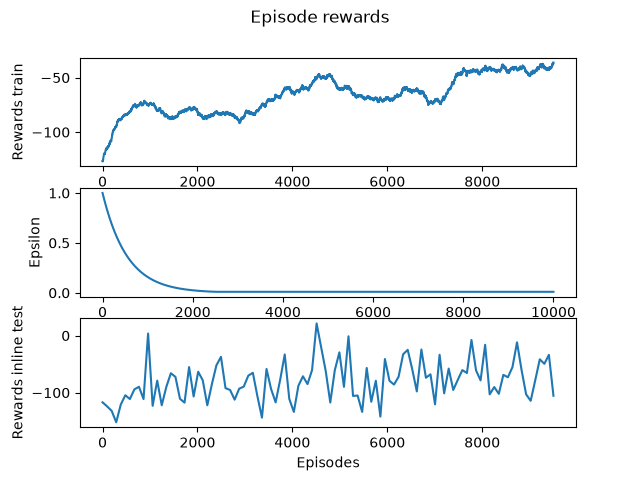 Episode rewards
Rewards train
−50
−100
0 2000 4000 6000 8000
Epsilon
1.0
0.5
0.0
0 2000 4000 6000 8000 10000
Rewards inline test
0
−100
0 2000 4000 6000 8000
Episodes